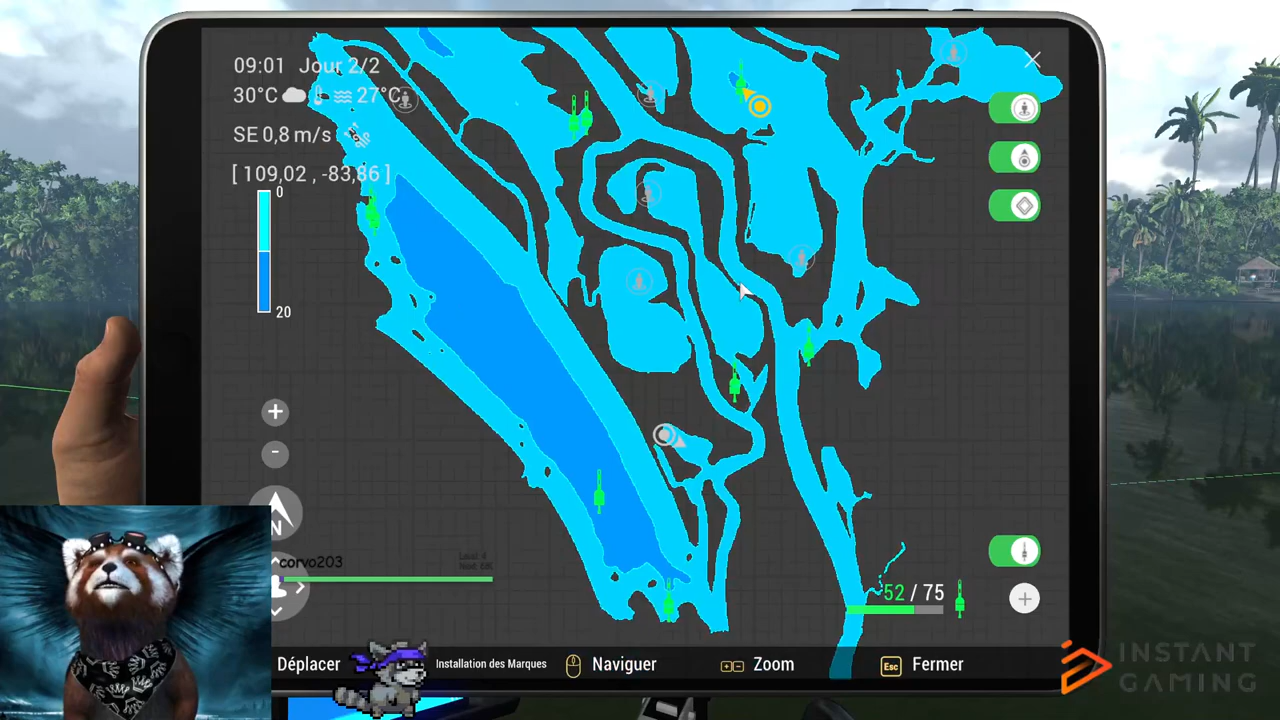 09:01 Jour 2/2
30°C 27°C
SE 0,8 m/s
[ 109,02 , -83,86 ]
0
20
+
-
N
corvo203
52 / 75
+
Déplacer
Installation des Marques
Naviguer
Zoom
Esc Fermer
INSTANT
GAMING